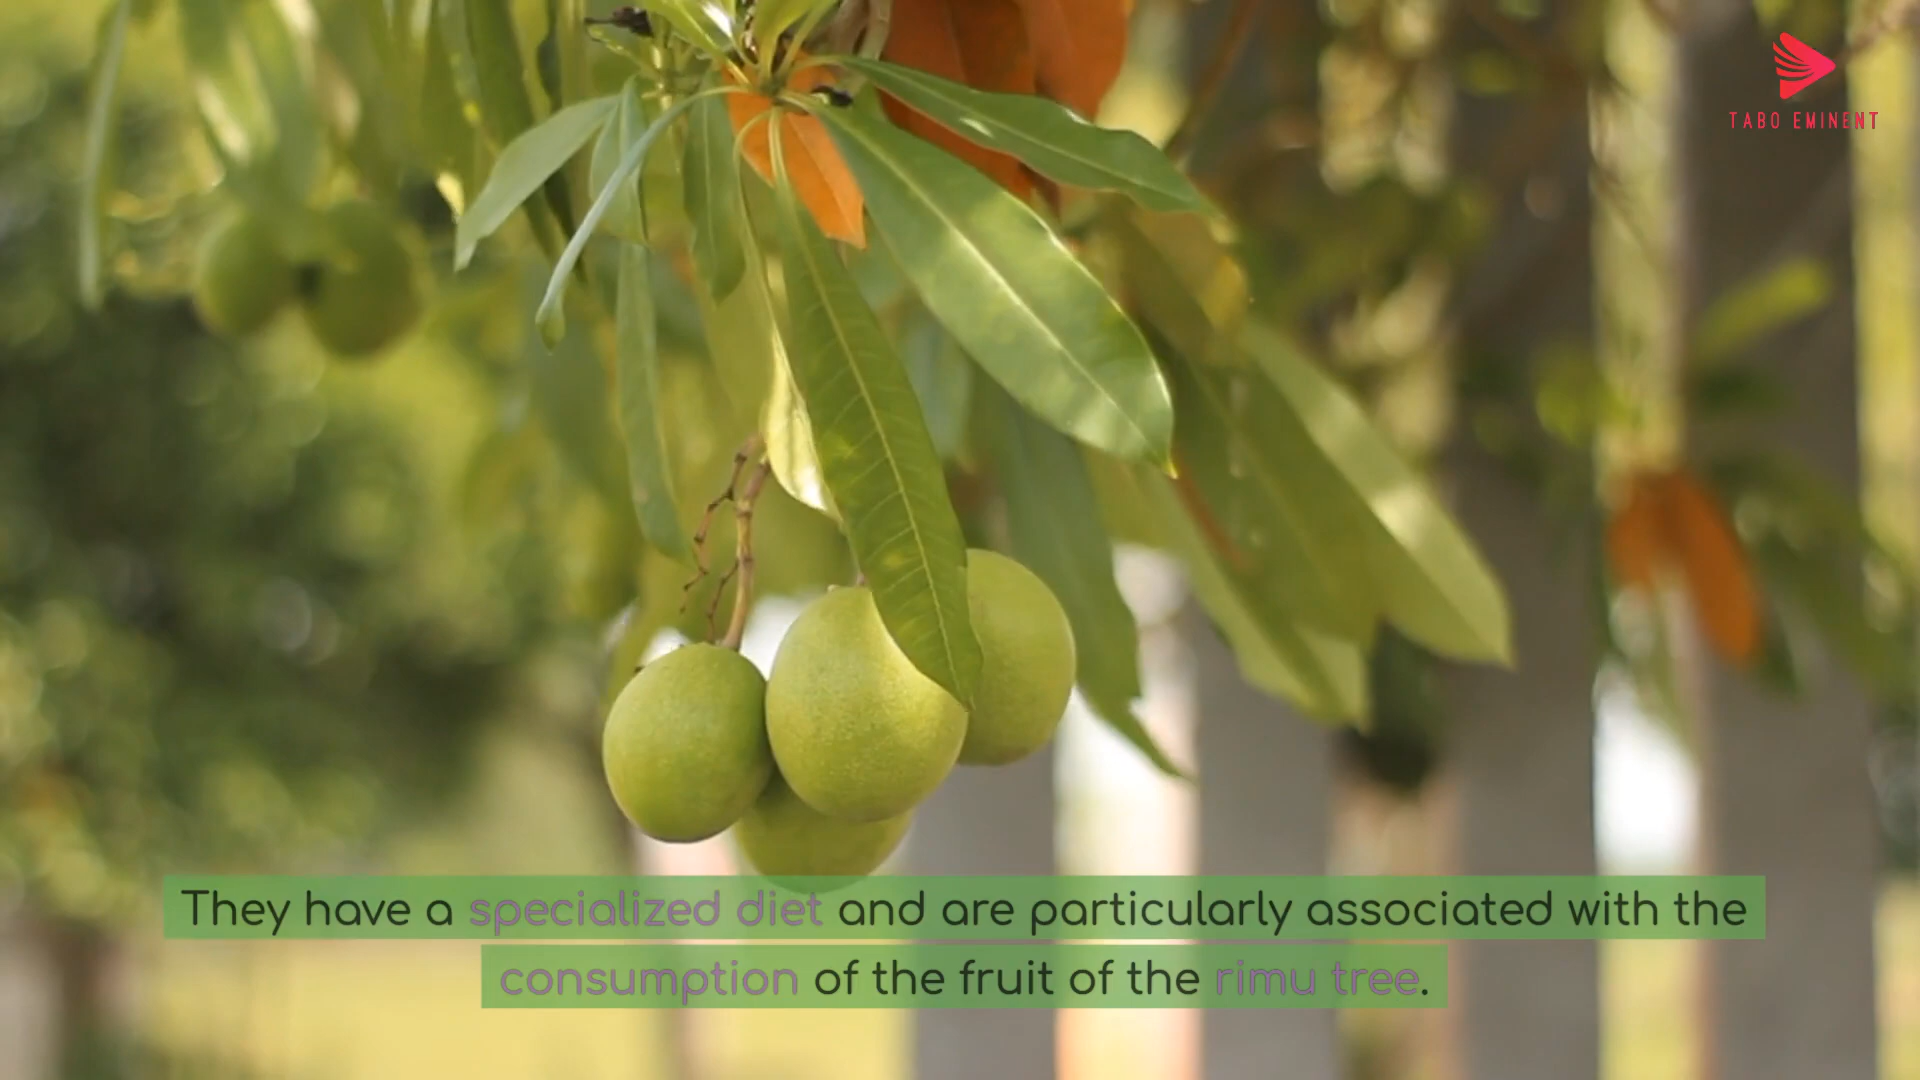 TABO EMINENT
They have a specialized diet and are particularly associated with the
consumption of the fruit of the rimu tree.